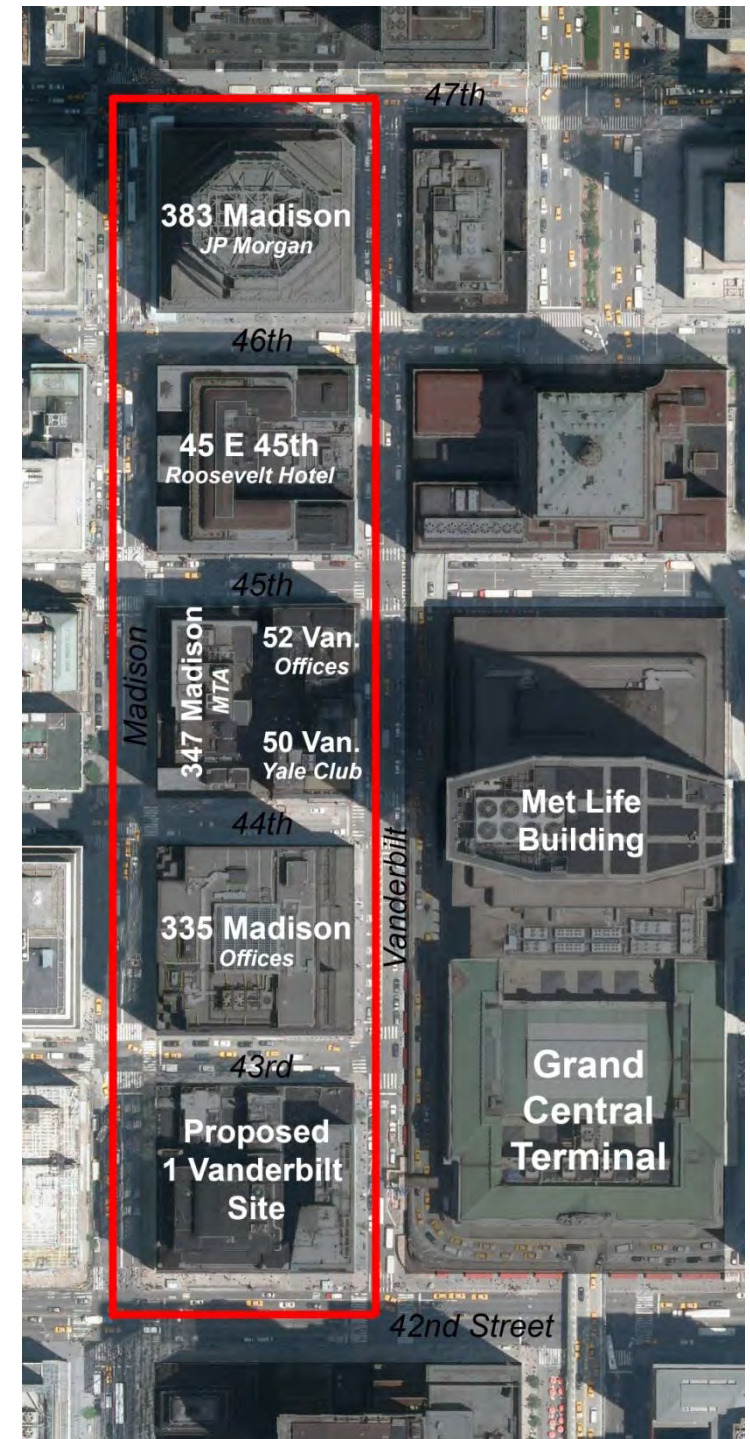 47th
383 Madison
JP Morgan
46th
45 E 45th
Roosevelt Hotel
45th
Madison
347 Madison
MTA
52 Van.
Offices
50 Van.
Yale Club
44th
Vanderbilt
Met Life
Building
335 Madison
Offices
43rd
Grand
Central
Terminal
Proposed
1 Vanderbilt
Site
42nd Street